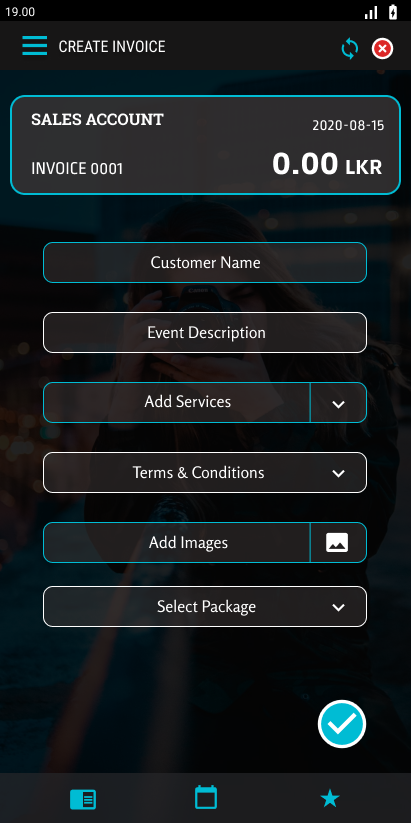 19.00
CREATE INVOICE
SALES ACCOUNT
2020-08-15
INVOICE 0001
0.00 LKR
Customer Name
Canon
Event Description
Add Services
Terms & Conditions
Add Images
Select Package